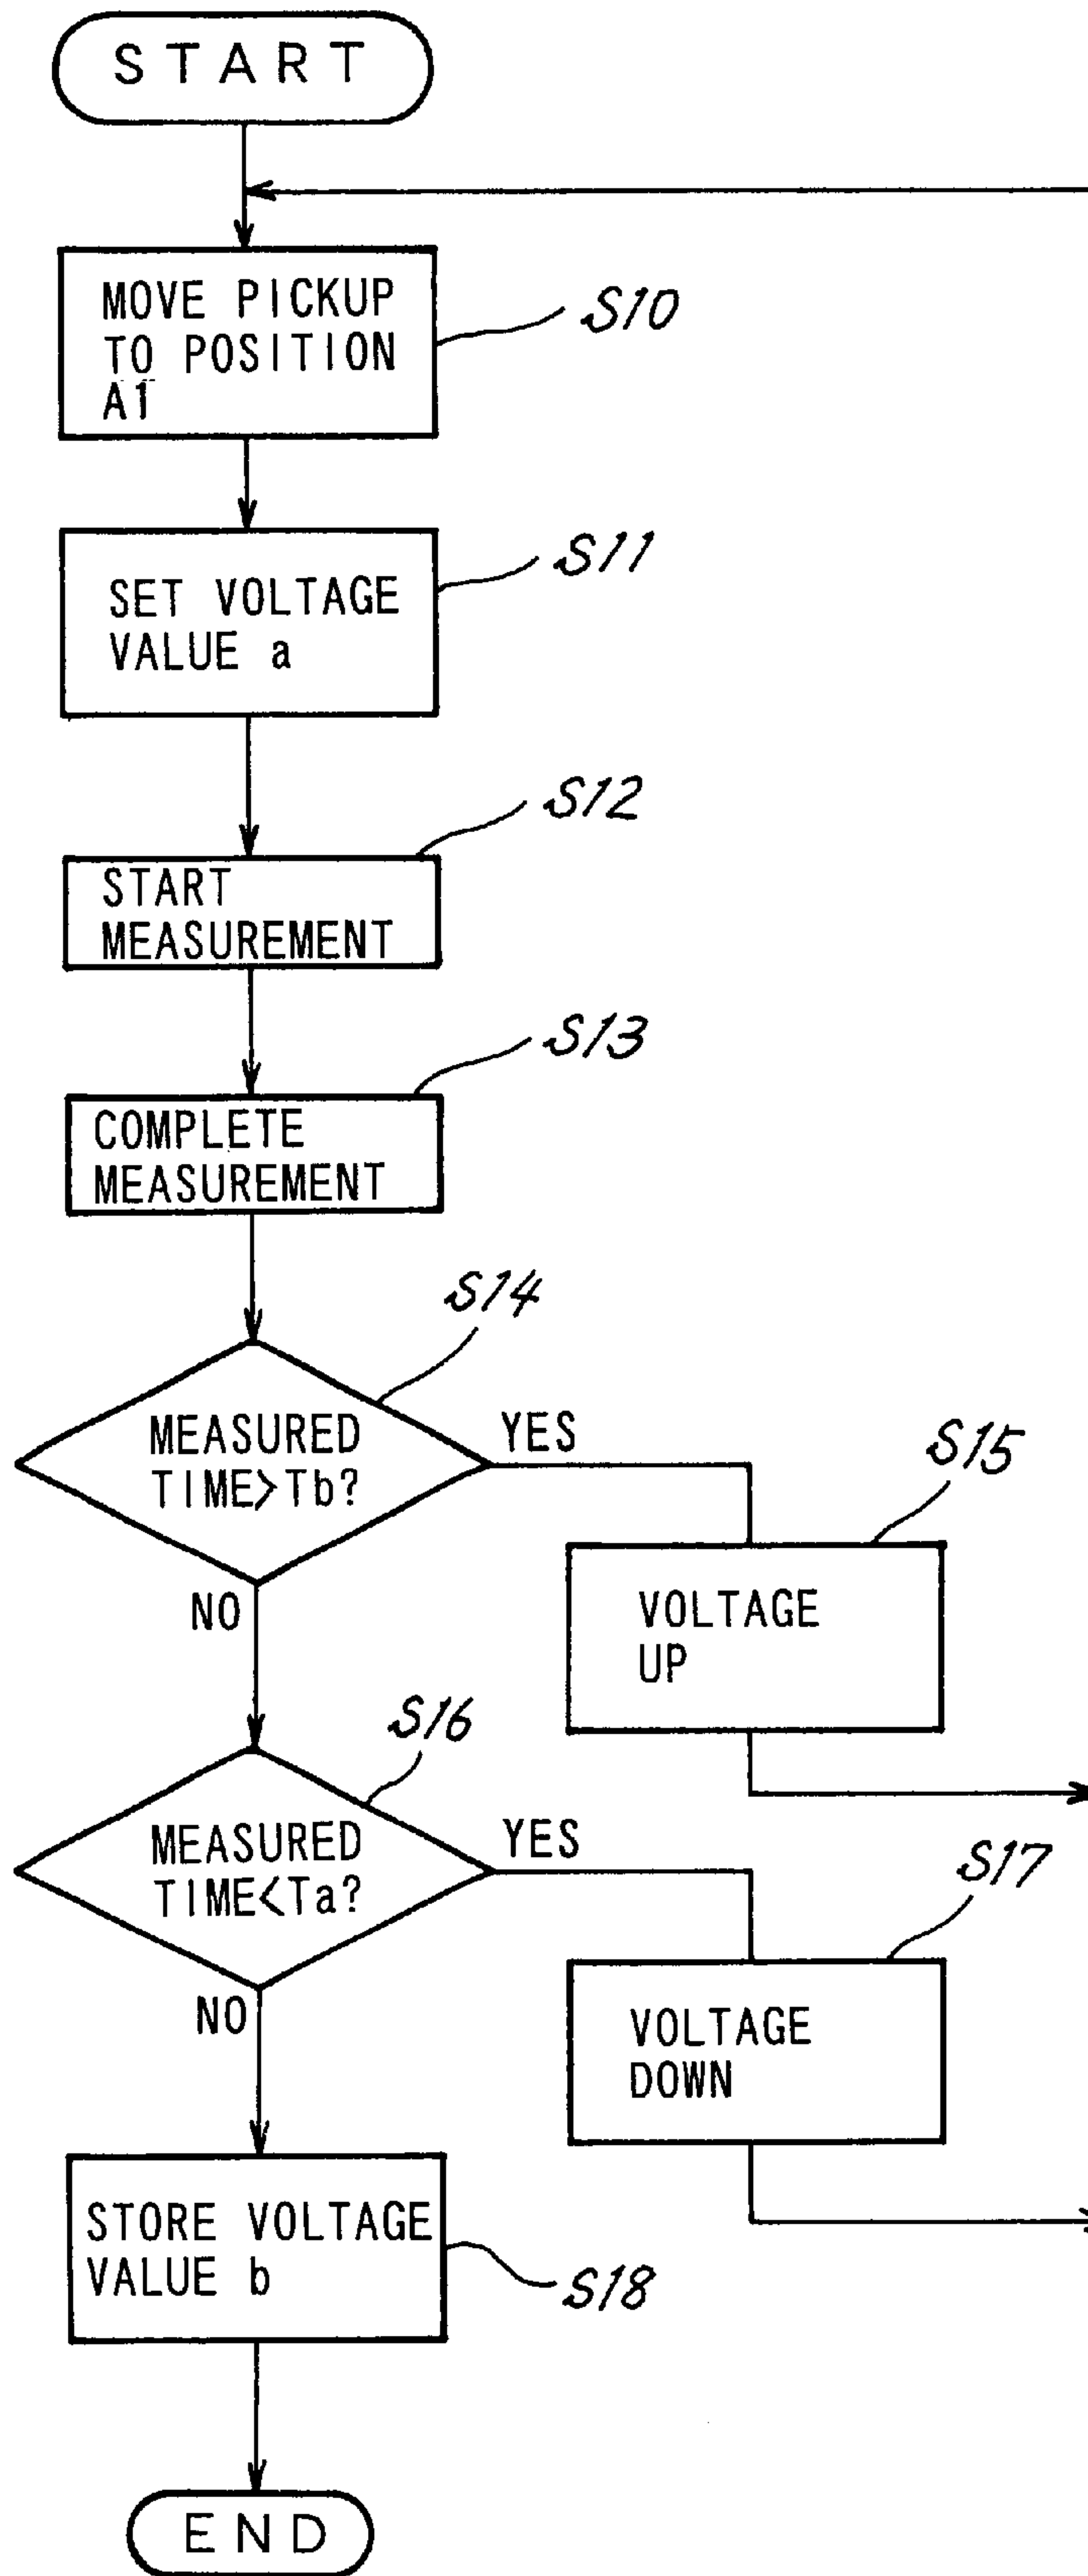 START
MOVE PICKUP
TO POSITION
A1
S10
SET VOLTAGE
VALUE a
S11
START
MEASUREMENT
S12
COMPLETE
MEASUREMENT
S13
MEASURED
TIME>Tb?
S14
YES
NO
VOLTAGE
UP
S15
MEASURED
TIME<Ta?
S16
YES
NO
VOLTAGE
DOWN
S17
STORE VOLTAGE
VALUE b
S18
END